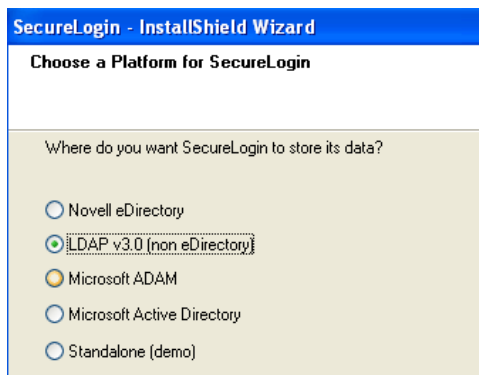 SecureLogin - InstallShield Wizard
Choose a Platform for SecureLogin
Where do you want SecureLogin to store its data?
Novell eDirectory
LDAP v3.0 (non eDirectory)
Microsoft ADAM
Microsoft Active Directory
Standalone (demo)